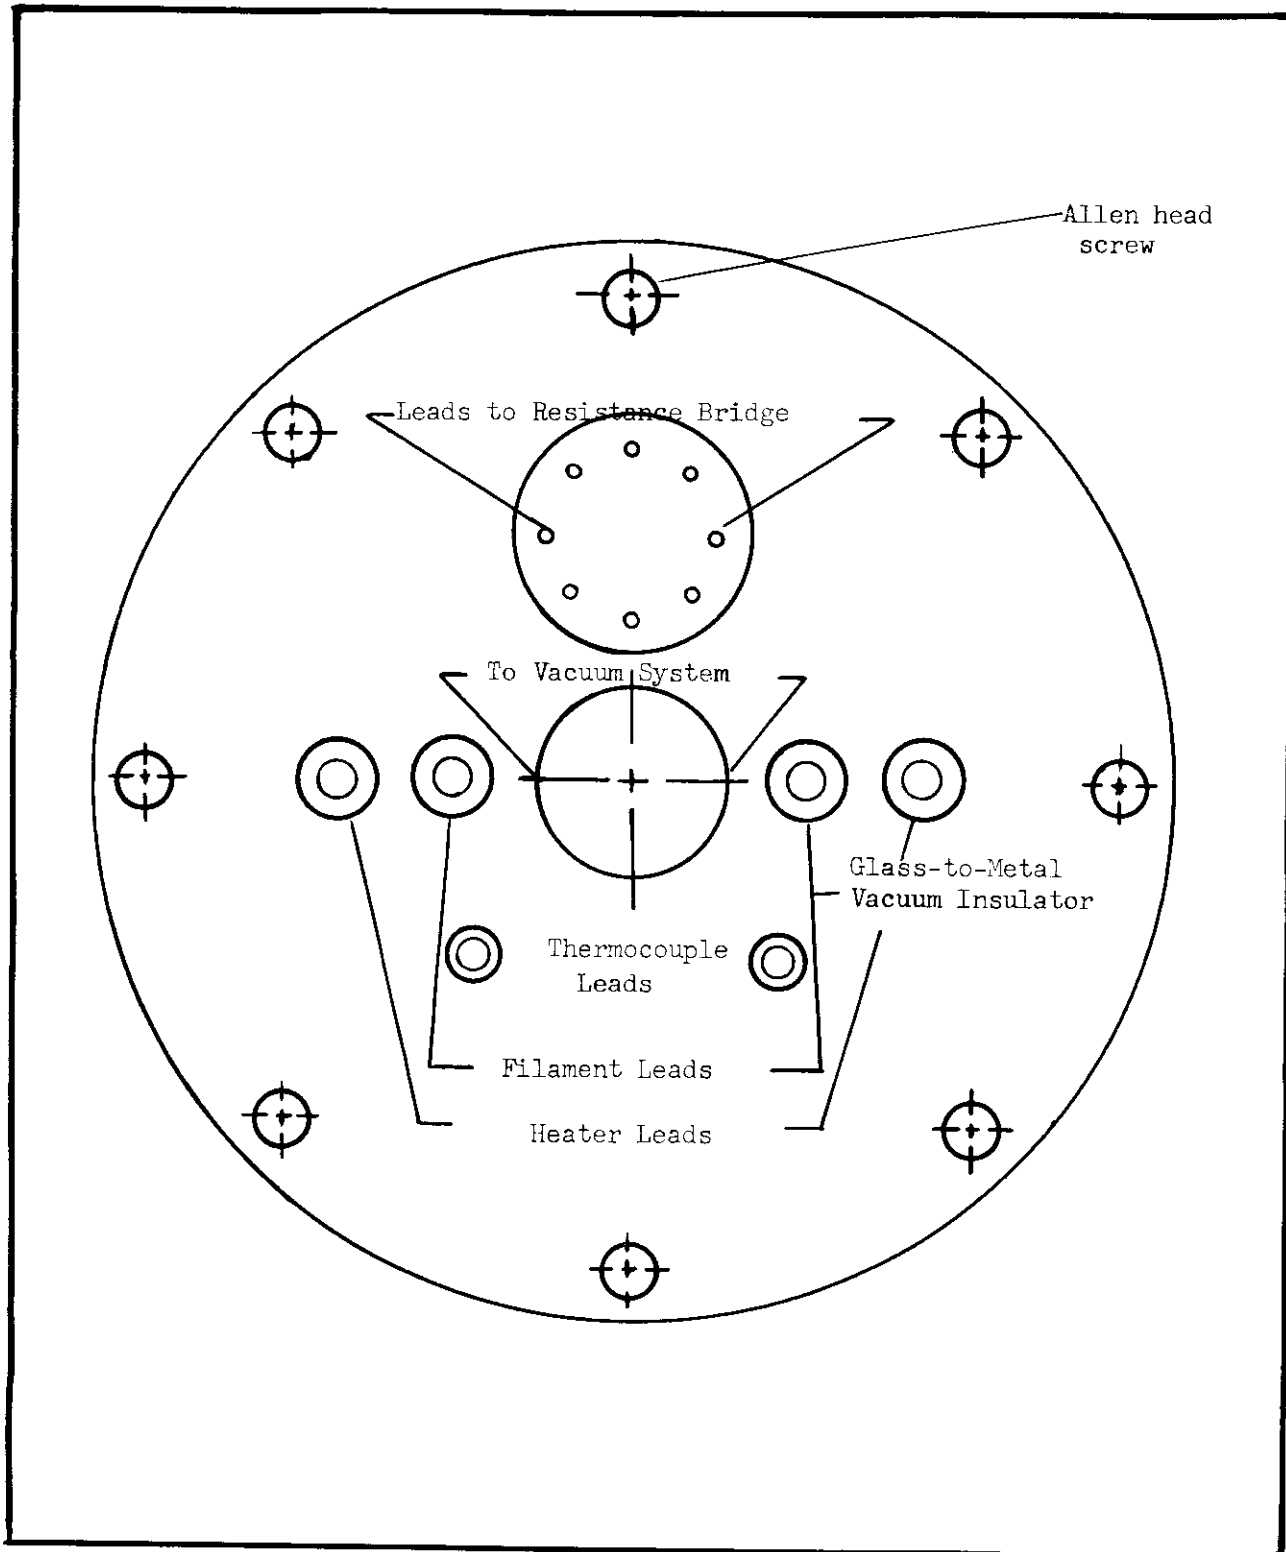 Allen head
screw
Leads to Resistance Bridge
To Vacuum System
Glass-to-Metal
Vacuum Insulator
Thermocouple
Leads
Filament Leads
Heater Leads